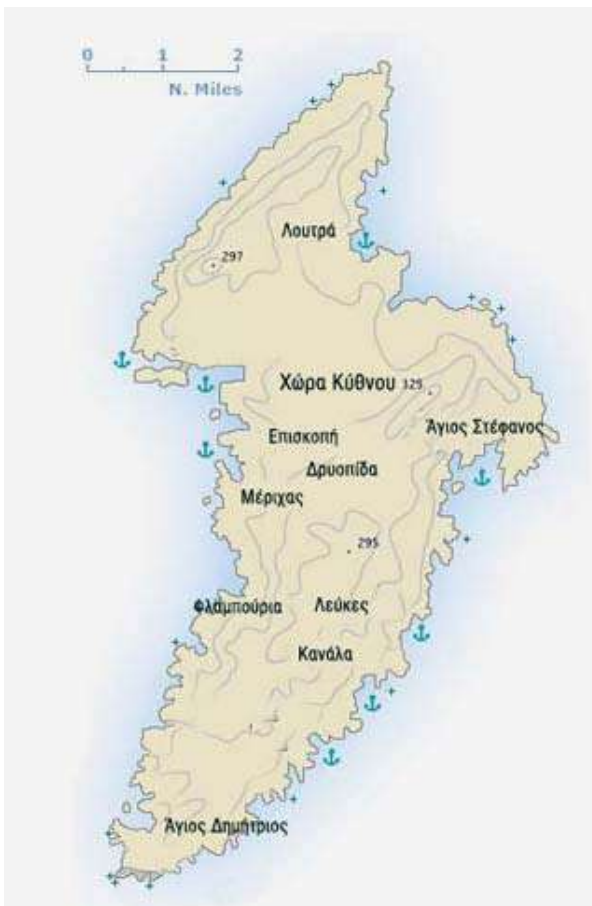 0 1 2
N. Miles
Λουτρά
297
Χώρα Κύθνου 329
Άγιος Στέφανος
Επισκοπή
Δρυοπίδα
Μέριχας
295
Φλαμπούρια Λεύκες
Κανάλα
Άγιος Δημήτριος